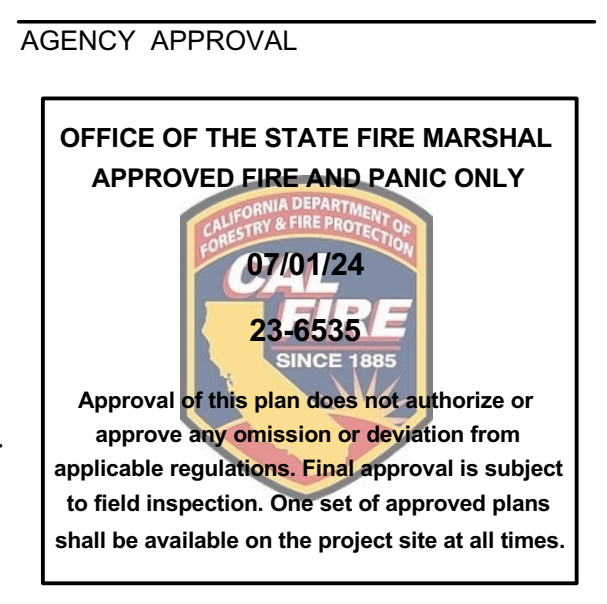 AGENCY APPROVAL
OFFICE OF THE STATE FIRE MARSHAL
APPROVED FIRE AND PANIC ONLY
CALIFORNIA DEPARTMENT OF
FORESTRY & FIRE PROTECTION
07/01/24
CAL
FIRE
23-6535
SINCE 1885
Approval of this plan does not authorize or
approve any omission or deviation from
applicable regulations. Final approval is subject
to field inspection. One set of approved plans
shall be available on the project site at all times.